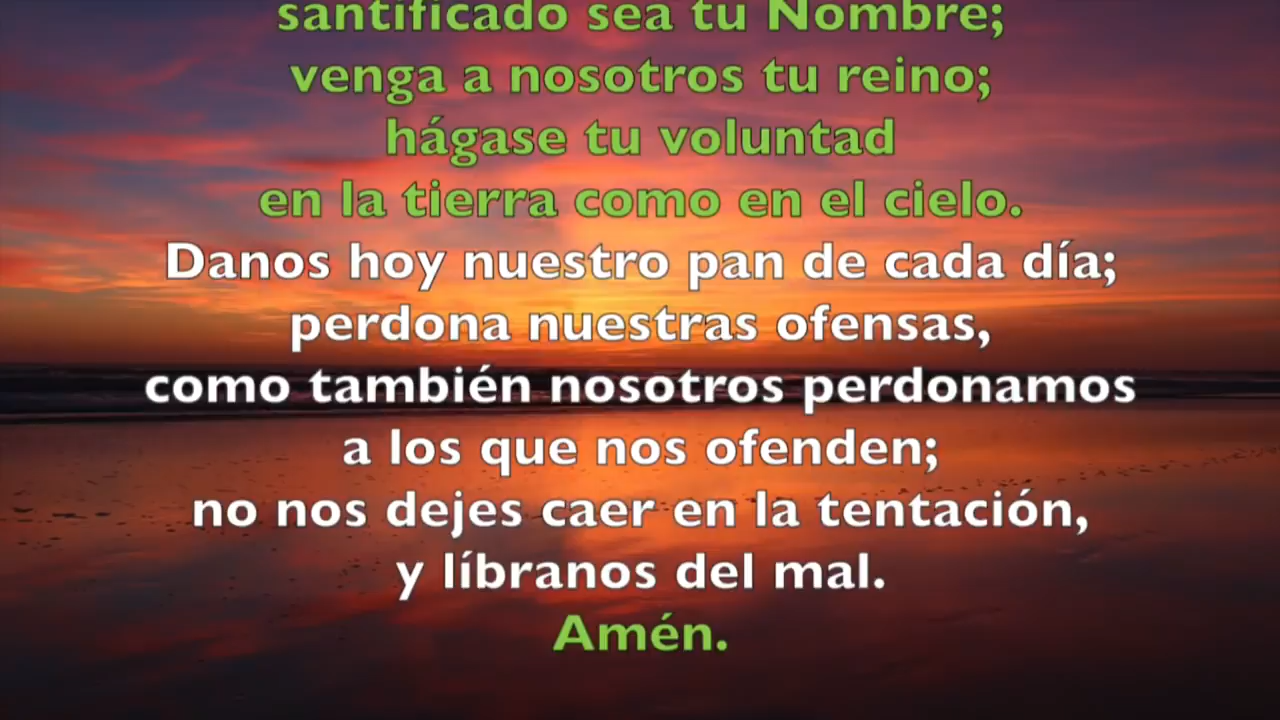 santificado sea tu Nombre;
venga a nosotros tu reino;
hágase tu voluntad
en la tierra como en el cielo.
Danos hoy nuestro pan de cada día;
perdona nuestras ofensas,
como también nosotros perdonamos
a los que nos ofenden;
no nos dejes caer en la tentación,
y líbranos del mal.
Amén.